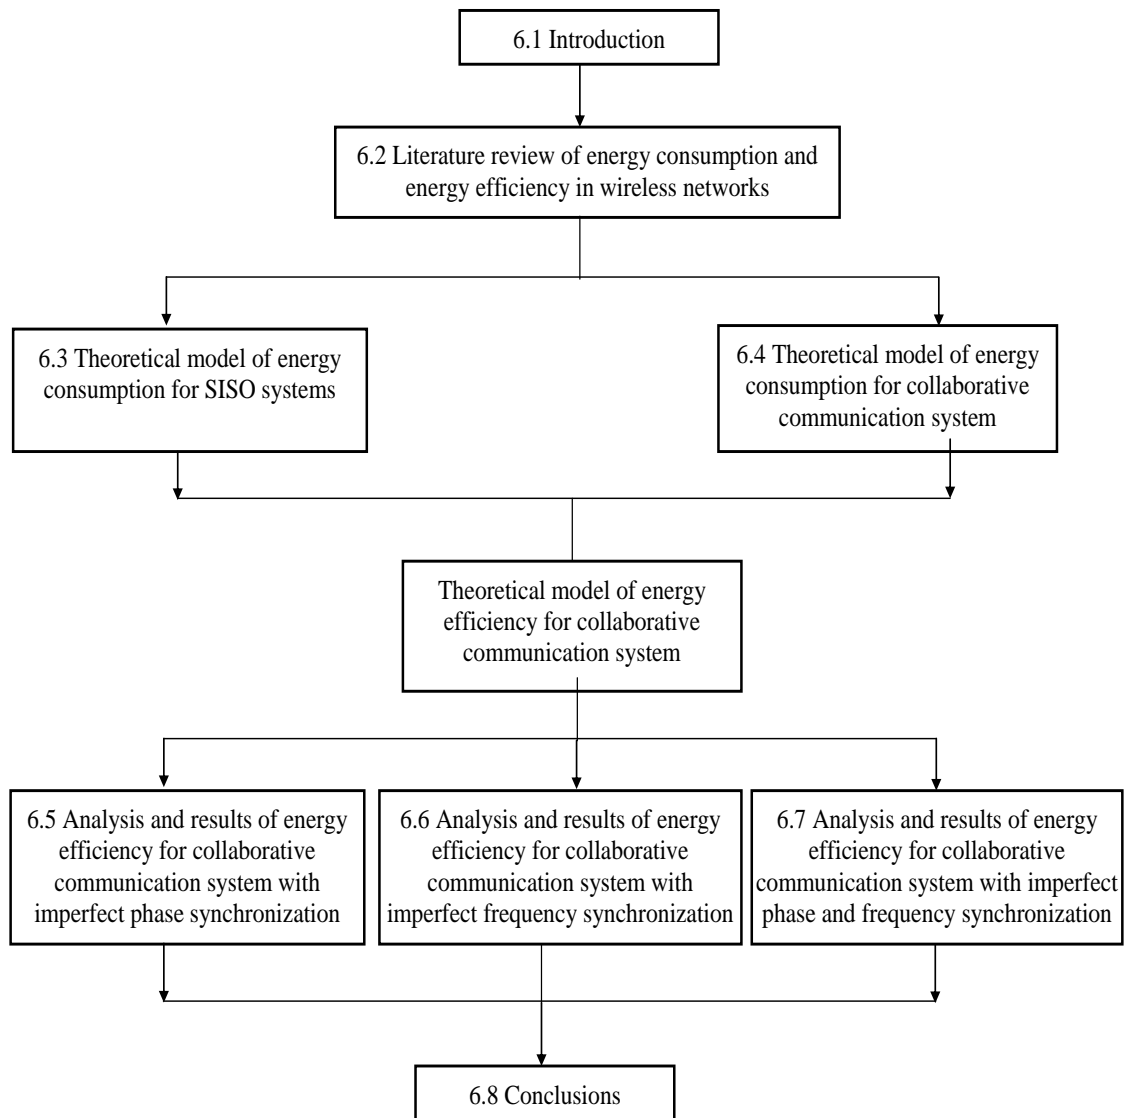 6.1 Introduction
6.2 Literature review of energy consumption and
energy efficiency in wireless networks
6.3 Theoretical model of energy
consumption for SISO systems
6.4 Theoretical model of energy
consumption for collaborative
communication system
Theoretical model of energy
efficiency for collaborative
communication system
6.5 Analysis and results of energy
efficiency for collaborative
communication system with
imperfect phase synchronization
6.6 Analysis and results of energy
efficiency for collaborative
communication system with
imperfect frequency synchronization
6.7 Analysis and results of energy
efficiency for collaborative
communication system with imperfect
phase and frequency synchronization
6.8 Conclusions